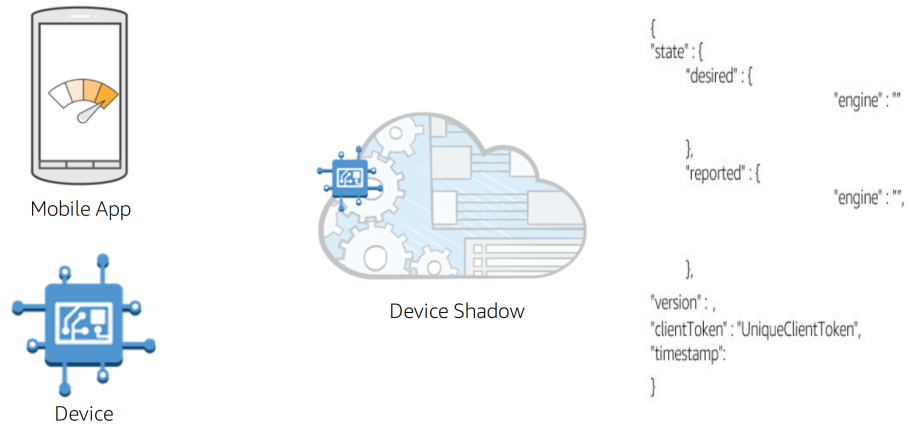 Mobile App
Device
Device Shadow
{
"state" : {
"desired" : {
"engine" : ""
},
"reported" : {
"engine" : "",
},
"version" : ,
"clientToken" : "UniqueClientToken",
"timestamp":
}